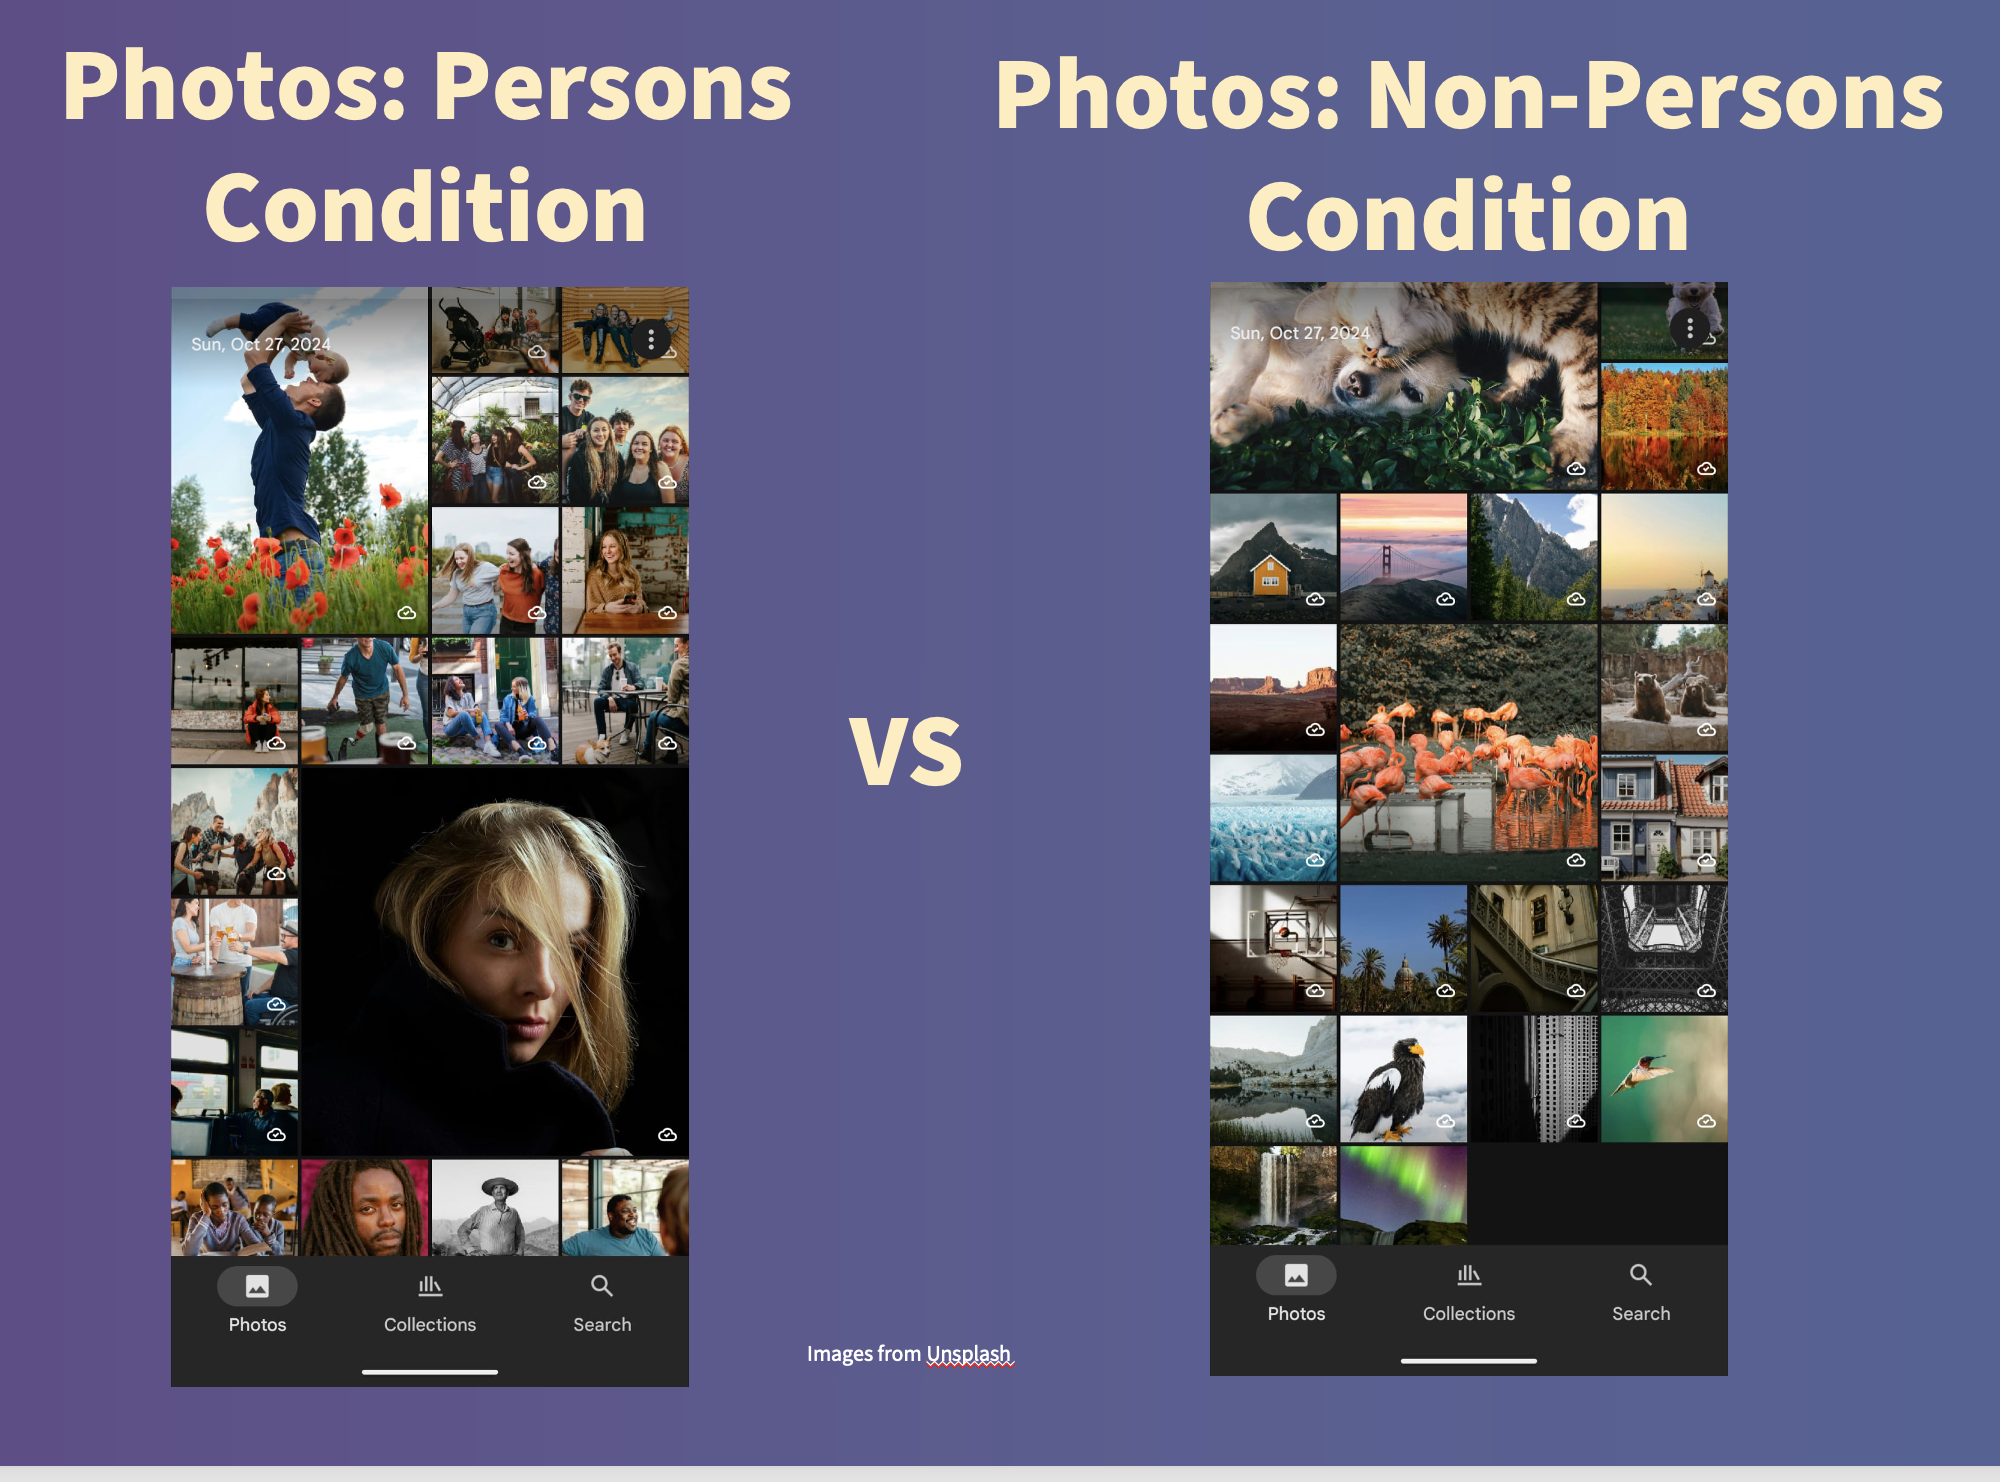 Photos: Persons
Condition
Photos: Non-Persons
Condition
Sun, Oct 27, 2024
Photos
Collections
Search
VS
Sun, Oct 27, 2024
Photos
Collections
Search
Images from Unsplash